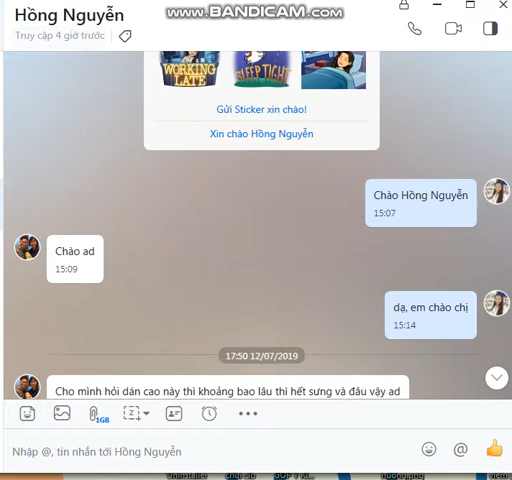 Hồng Nguyễn
www.BANDICAM.com
Truy cập 4 giờ trước
WORKING LATE
SLEEP TIGHT
Gửi Sticker xin chào!
Xin chào Hồng Nguyễn
Chào Hồng Nguyễn
15:07
Chào ad
15:09
dạ, em chào chị
15:14
17:50 12/07/2019
Cho mình hỏi dán cao này thì khoảng bao lâu thì hết sưng và đâu vậy ad
1GB
Nhập @, tin nhắn tới Hồng Nguyễn
Uninstaller